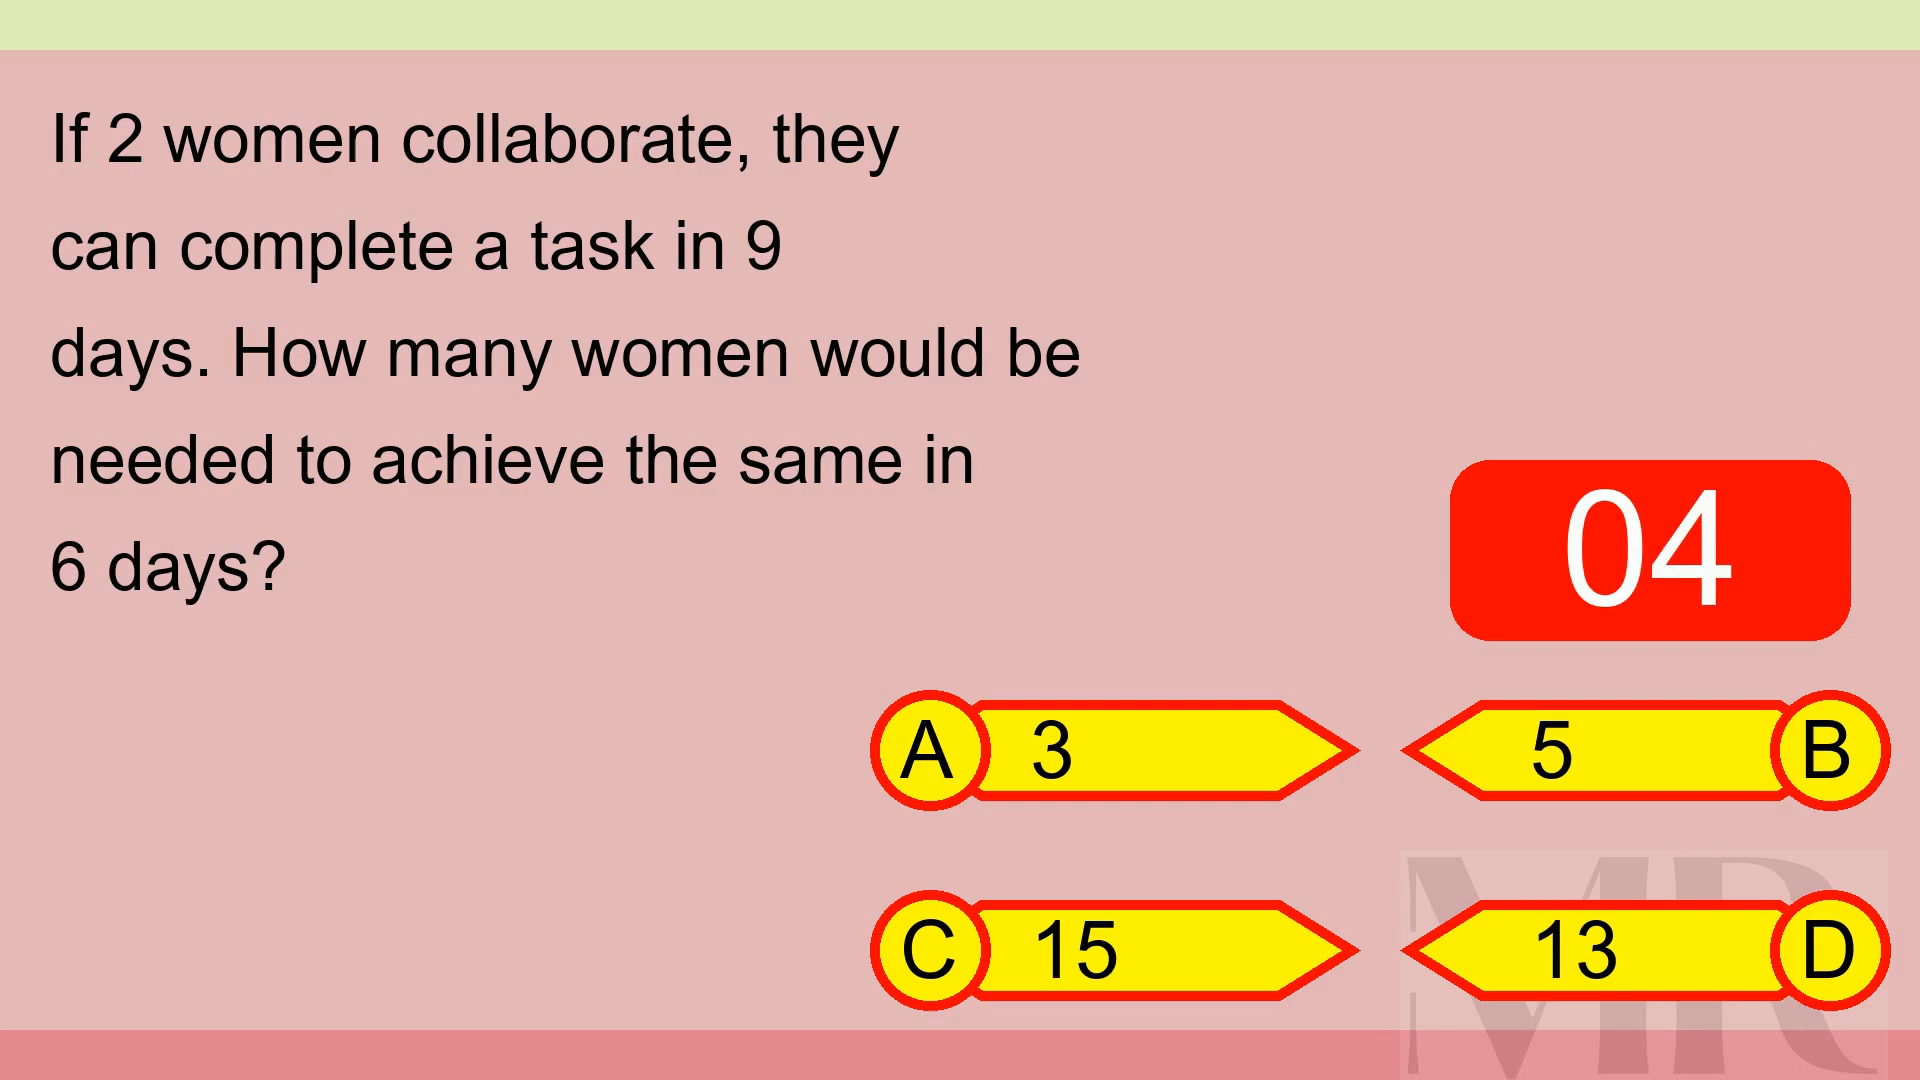 If 2 women collaborate, they
can complete a task in 9
days. How many women would be
needed to achieve the same in
6 days?
04
A 3
5 B
C 15
13 D
MR